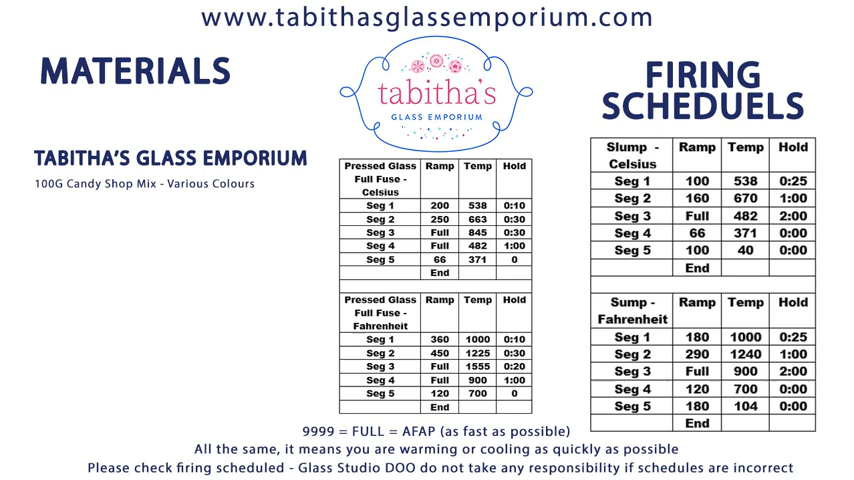 www.tabithasglassemporium.com
MATERIALS
TABITHA'S GLASS EMPORIUM
100G Candy Shop Mix - Various Colours
tabitha's
GLASS EMPORIUM
Pressed Glass Full Fuse - Celsius Ramp Temp Hold
Seg 1 200 538 0:10
Seg 2 250 663 0:30
Seg 3 Full 845 0:30
Seg 4 Full 482 1:00
Seg 5 66 371 0
End
Pressed Glass Full Fuse - Fahrenheit Ramp Temp Hold
Seg 1 360 1000 0:10
Seg 2 450 1225 0:30
Seg 3 Full 1555 0:20
Seg 4 Full 900 1:00
Seg 5 120 700 0
End
FIRING
SCHEDUELS
Slump - Celsius Ramp Temp Hold
Seg 1 100 538 0:25
Seg 2 160 670 1:00
Seg 3 Full 482 2:00
Seg 4 66 371 0:00
Seg 5 100 40 0:00
End
Sump - Fahrenheit Ramp Temp Hold
Seg 1 180 1000 0:25
Seg 2 290 1240 1:00
Seg 3 Full 900 2:00
Seg 4 120 700 0:00
Seg 5 180 104 0:00
End
9999 = FULL = AFAP (as fast as possible)
All the same, it means you are warming or cooling as quickly as possible
Please check firing scheduled - Glass Studio DOO do not take any responsibility if schedules are incorrect